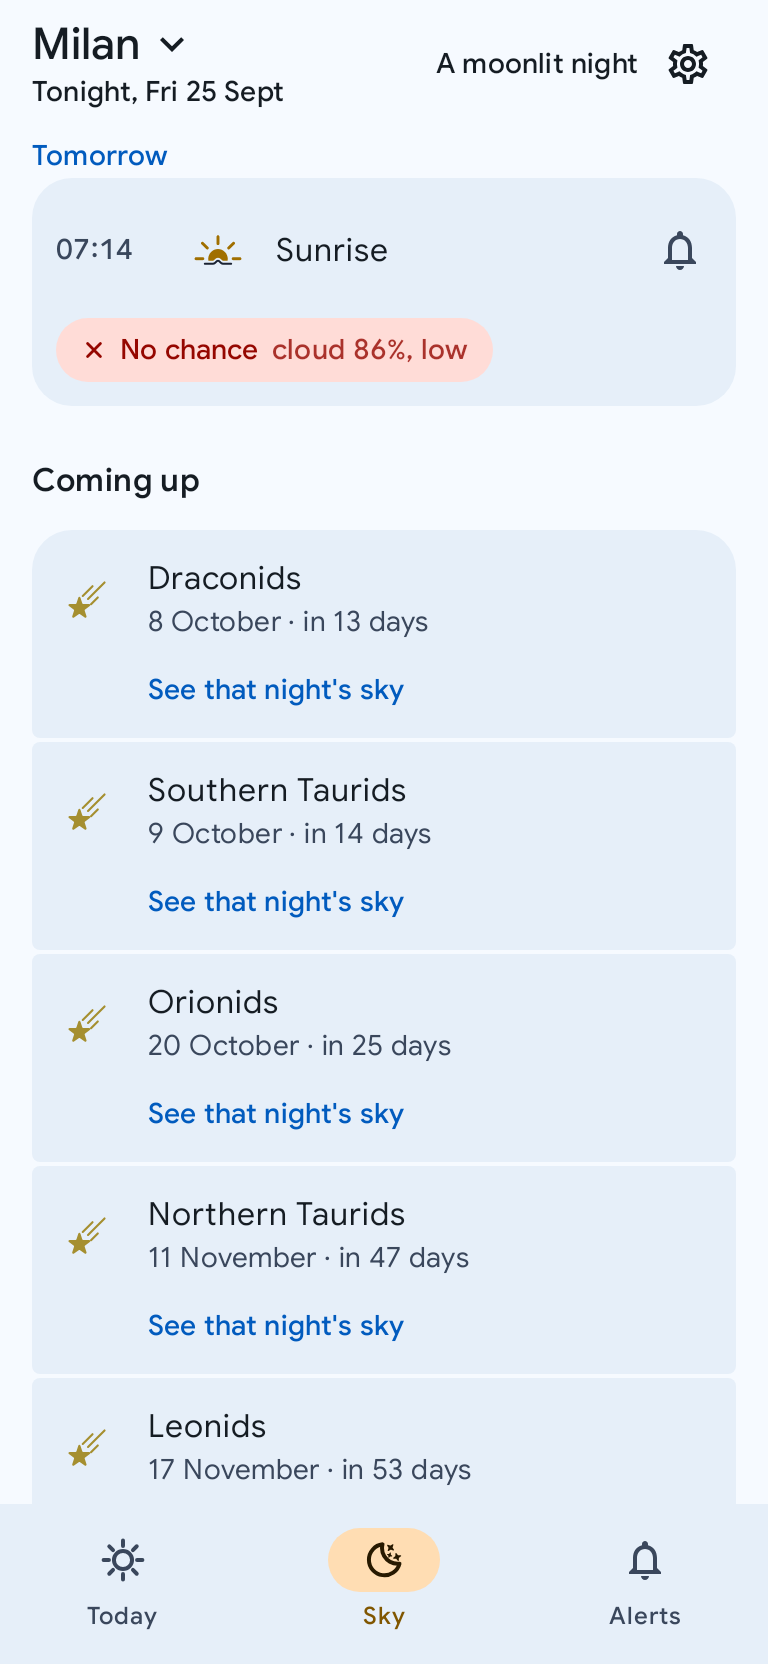 Milan
Tonight, Fri 25 Sept
A moonlit night
Tomorrow
07:14 Sunrise
No chance cloud 86%, low
Coming up
Draconids
8 October · in 13 days
See that night's sky
Southern Taurids
9 October · in 14 days
See that night's sky
Orionids
20 October · in 25 days
See that night's sky
Northern Taurids
11 November · in 47 days
See that night's sky
Leonids
17 November · in 53 days
Today Sky Alerts